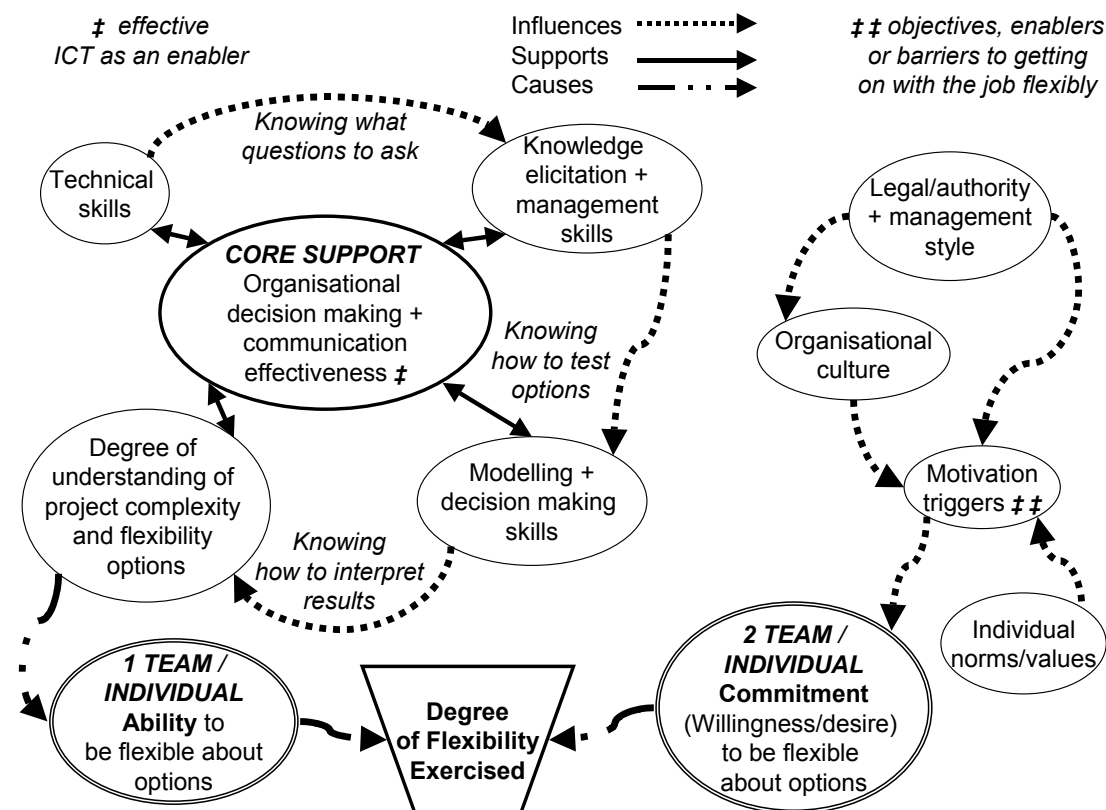 ‡ effective
ICT as an enabler
Influences
Supports
Causes
‡ ‡ objectives, enablers
or barriers to getting
on with the job flexibly
Knowing what
questions to ask
Technical
skills
Knowledge
elicitation +
management
skills
Legal/authority
+ management
style
CORE SUPPORT
Organisational
decision making +
communication
effectiveness ‡
Knowing
how to test
options
Organisational
culture
Degree of
understanding of
project complexity
and flexibility
options
Modelling +
decision making
skills
Motivation
triggers ‡ ‡
Knowing
how to interpret
results
Individual
norms/values
1 TEAM /
INDIVIDUAL
Ability to
be flexible about
options
Degree
of Flexibility
Exercised
2 TEAM /
INDIVIDUAL
Commitment
(Willingness/desire)
to be flexible
about options